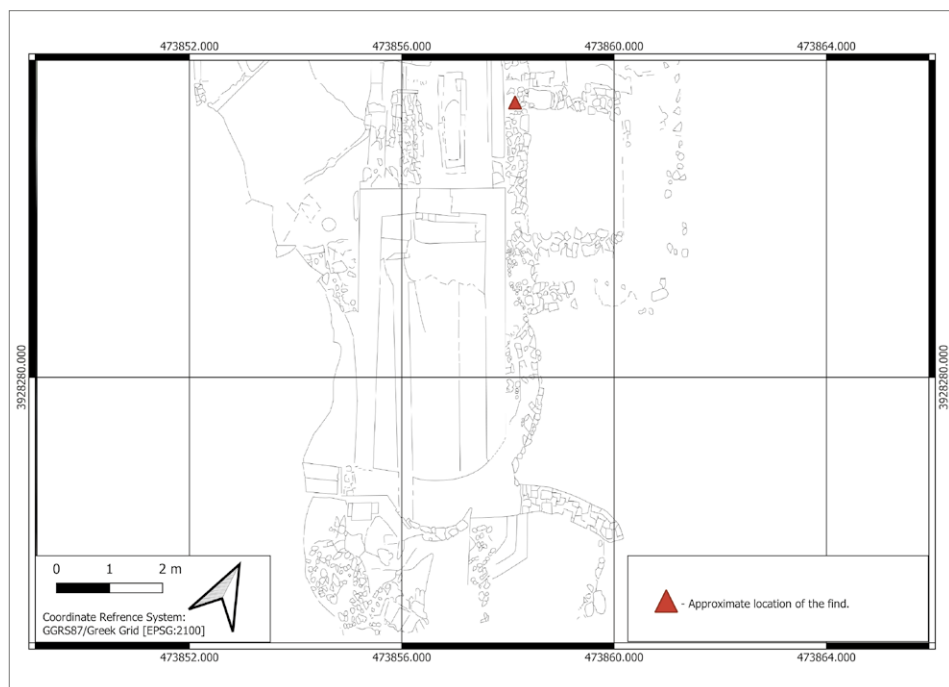 473852.000 473856.000 473860.000 473864.000
3928280.000 3928280.000
0 1 2 m
Coordinate Refrence System:
GGRS87/Greek Grid [EPSG:2100]
- Approximate location of the find.
473852.000 473856.000 473860.000 473864.000